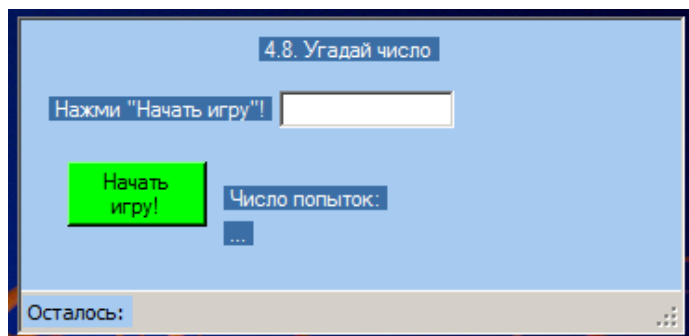 4.8. Угадай число
Нажми "Начать игру"!
Начать
игру!
Число попыток:
...
Осталось: